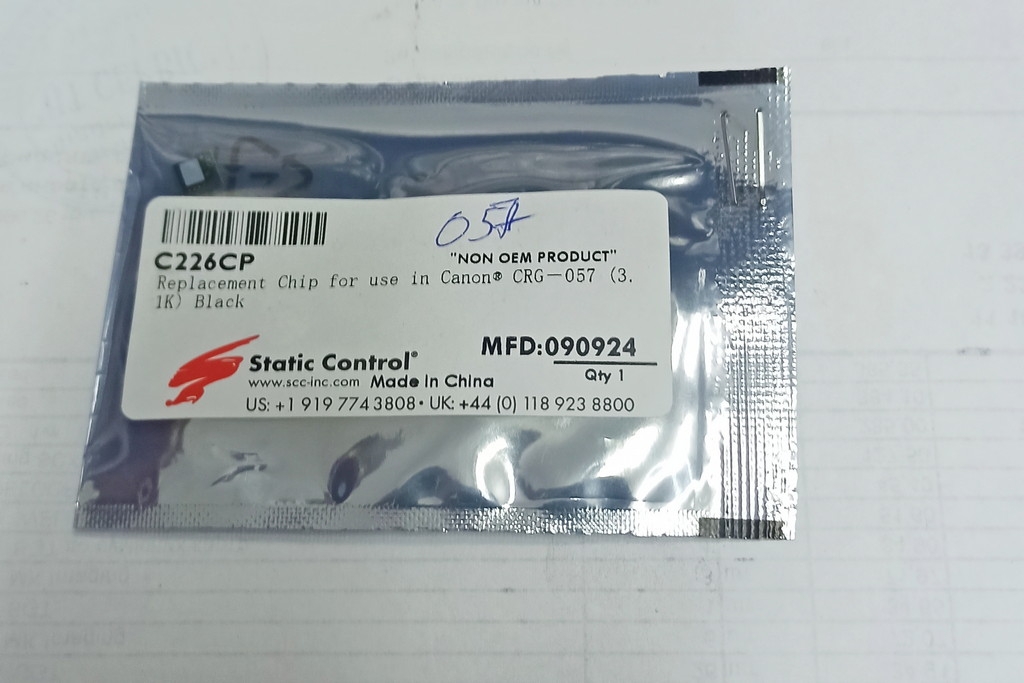 057
"NON OEM PRODUCT"
C226CP
Replacement Chip for use in Canon® CRG-057 (3.
1K) Black
MFD:090924
Qty 1
Static Control®
www.scc-inc.com Made in China
US: +1 919 774 3808 • UK: +44 (0) 118 923 8800